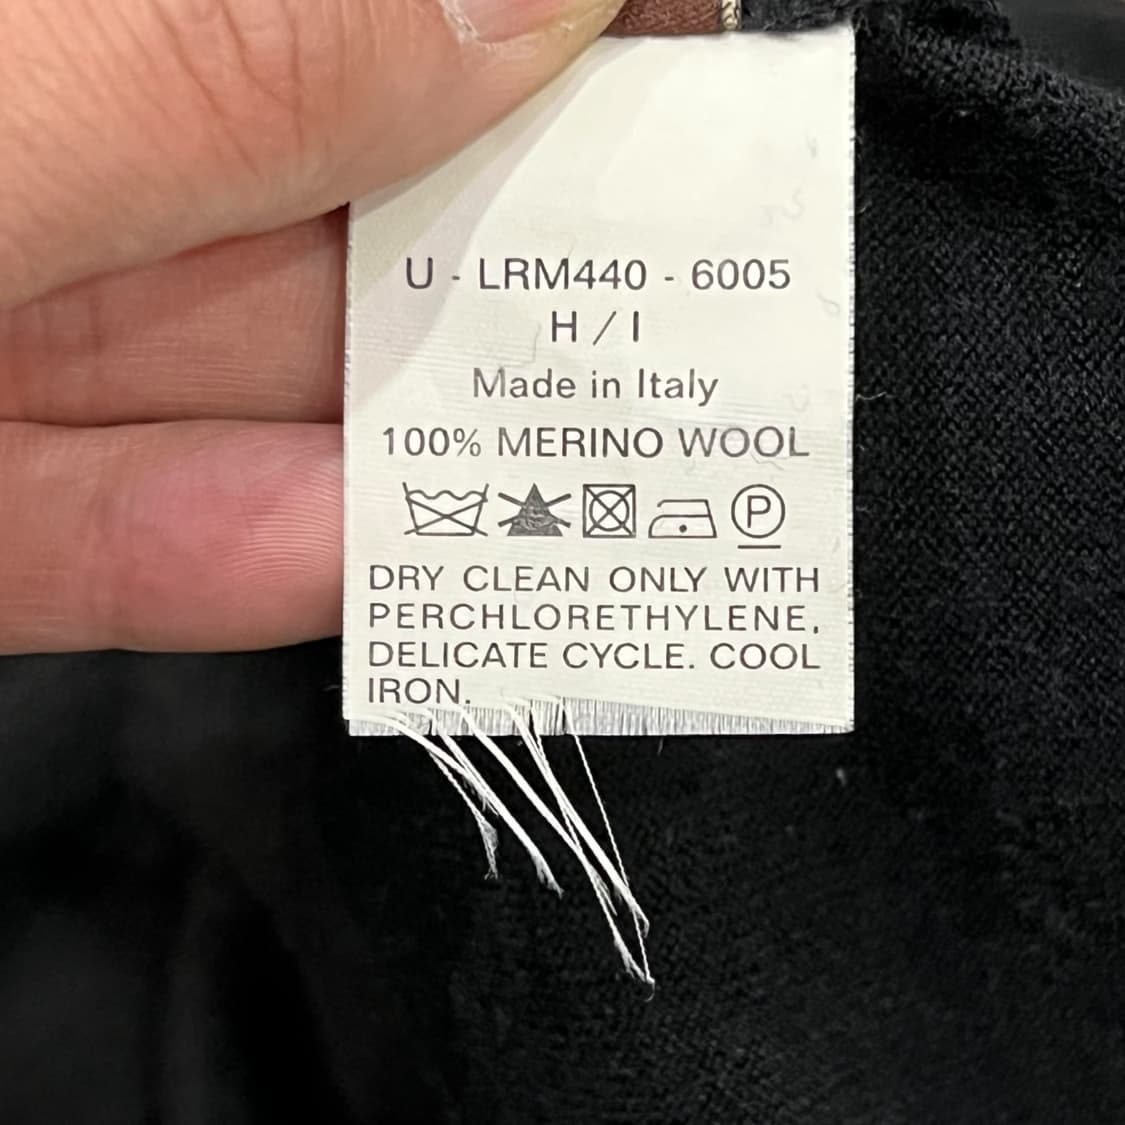 U - LRM440 - 6005
H / I
Made in Italy
100% MERINO WOOL
P
DRY CLEAN ONLY WITH
PERCHLORETHYLENE,
DELICATE CYCLE. COOL
IRON.